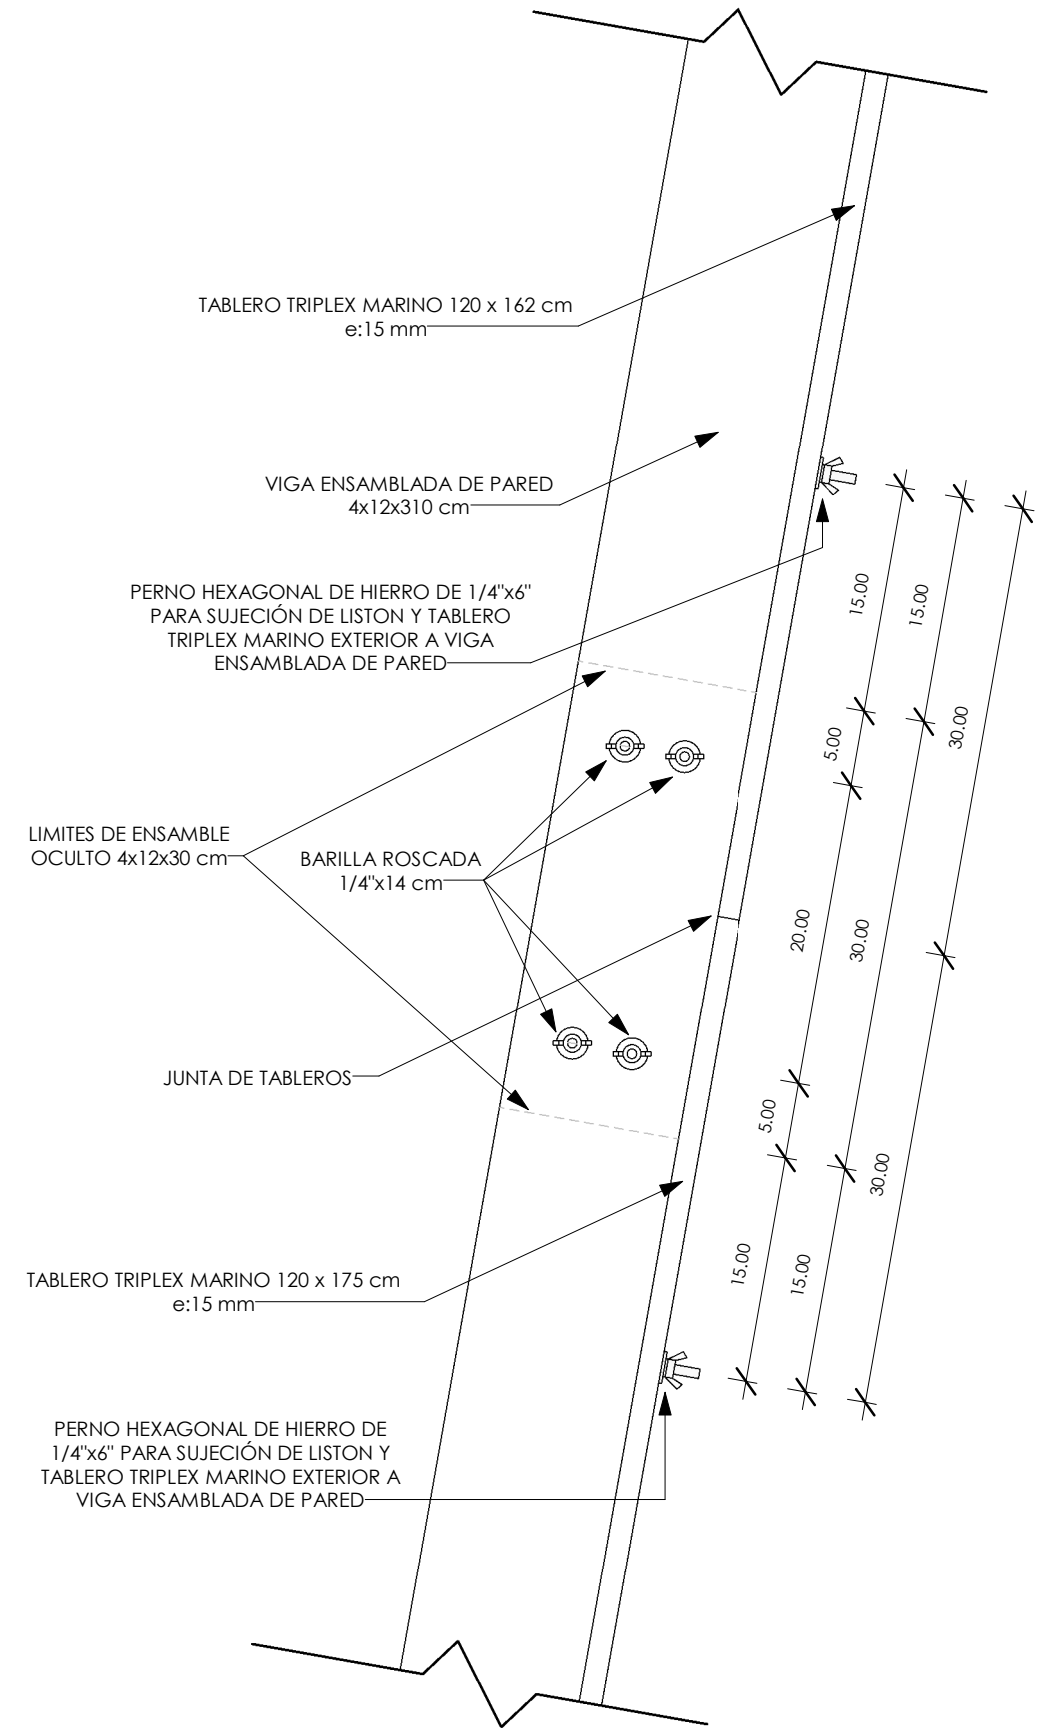 TABLERO TRIPLEX MARINO 120 x 162 cm
e:15 mm
VIGA ENSAMBLADA DE PARED
4x12x310 cm
PERNO HEXAGONAL DE HIERRO DE 1/4"x6"
PARA SUJECIÓN DE LISTON Y TABLERO
TRIPLEX MARINO EXTERIOR A VIGA
ENSAMBLADA DE PARED
LIMITES DE ENSAMBLE
OCULTO 4x12x30 cm
BARILLA ROSCADA
1/4"x14 cm
JUNTA DE TABLEROS
TABLERO TRIPLEX MARINO 120 x 175 cm
e:15 mm
PERNO HEXAGONAL DE HIERRO DE
1/4"x6" PARA SUJECIÓN DE LISTON Y
TABLERO TRIPLEX MARINO EXTERIOR A
VIGA ENSAMBLADA DE PARED
15.00
5.00
20.00
5.00
15.00
15.00
30.00
15.00
30.00
30.00